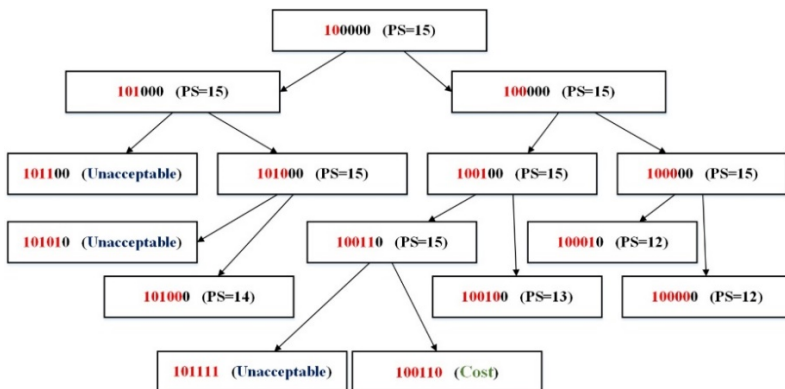 100000 (PS=15)
101000 (PS=15)
100000 (PS=15)
101100 (Unacceptable)
101000 (PS=15)
100100 (PS=15)
100000 (PS=15)
101010 (Unacceptable)
100110 (PS=15)
100010 (PS=12)
101000 (PS=14)
100100 (PS=13)
100000 (PS=12)
101111 (Unacceptable)
100110 (Cost)